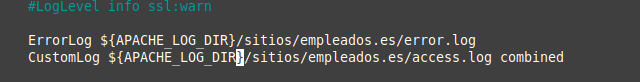 #LogLevel info ssl:warn
ErrorLog ${APACHE_LOG_DIR}/sitios/empleados.es/error.log
CustomLog ${APACHE_LOG_DIR}/sitios/empleados.es/access.log combined